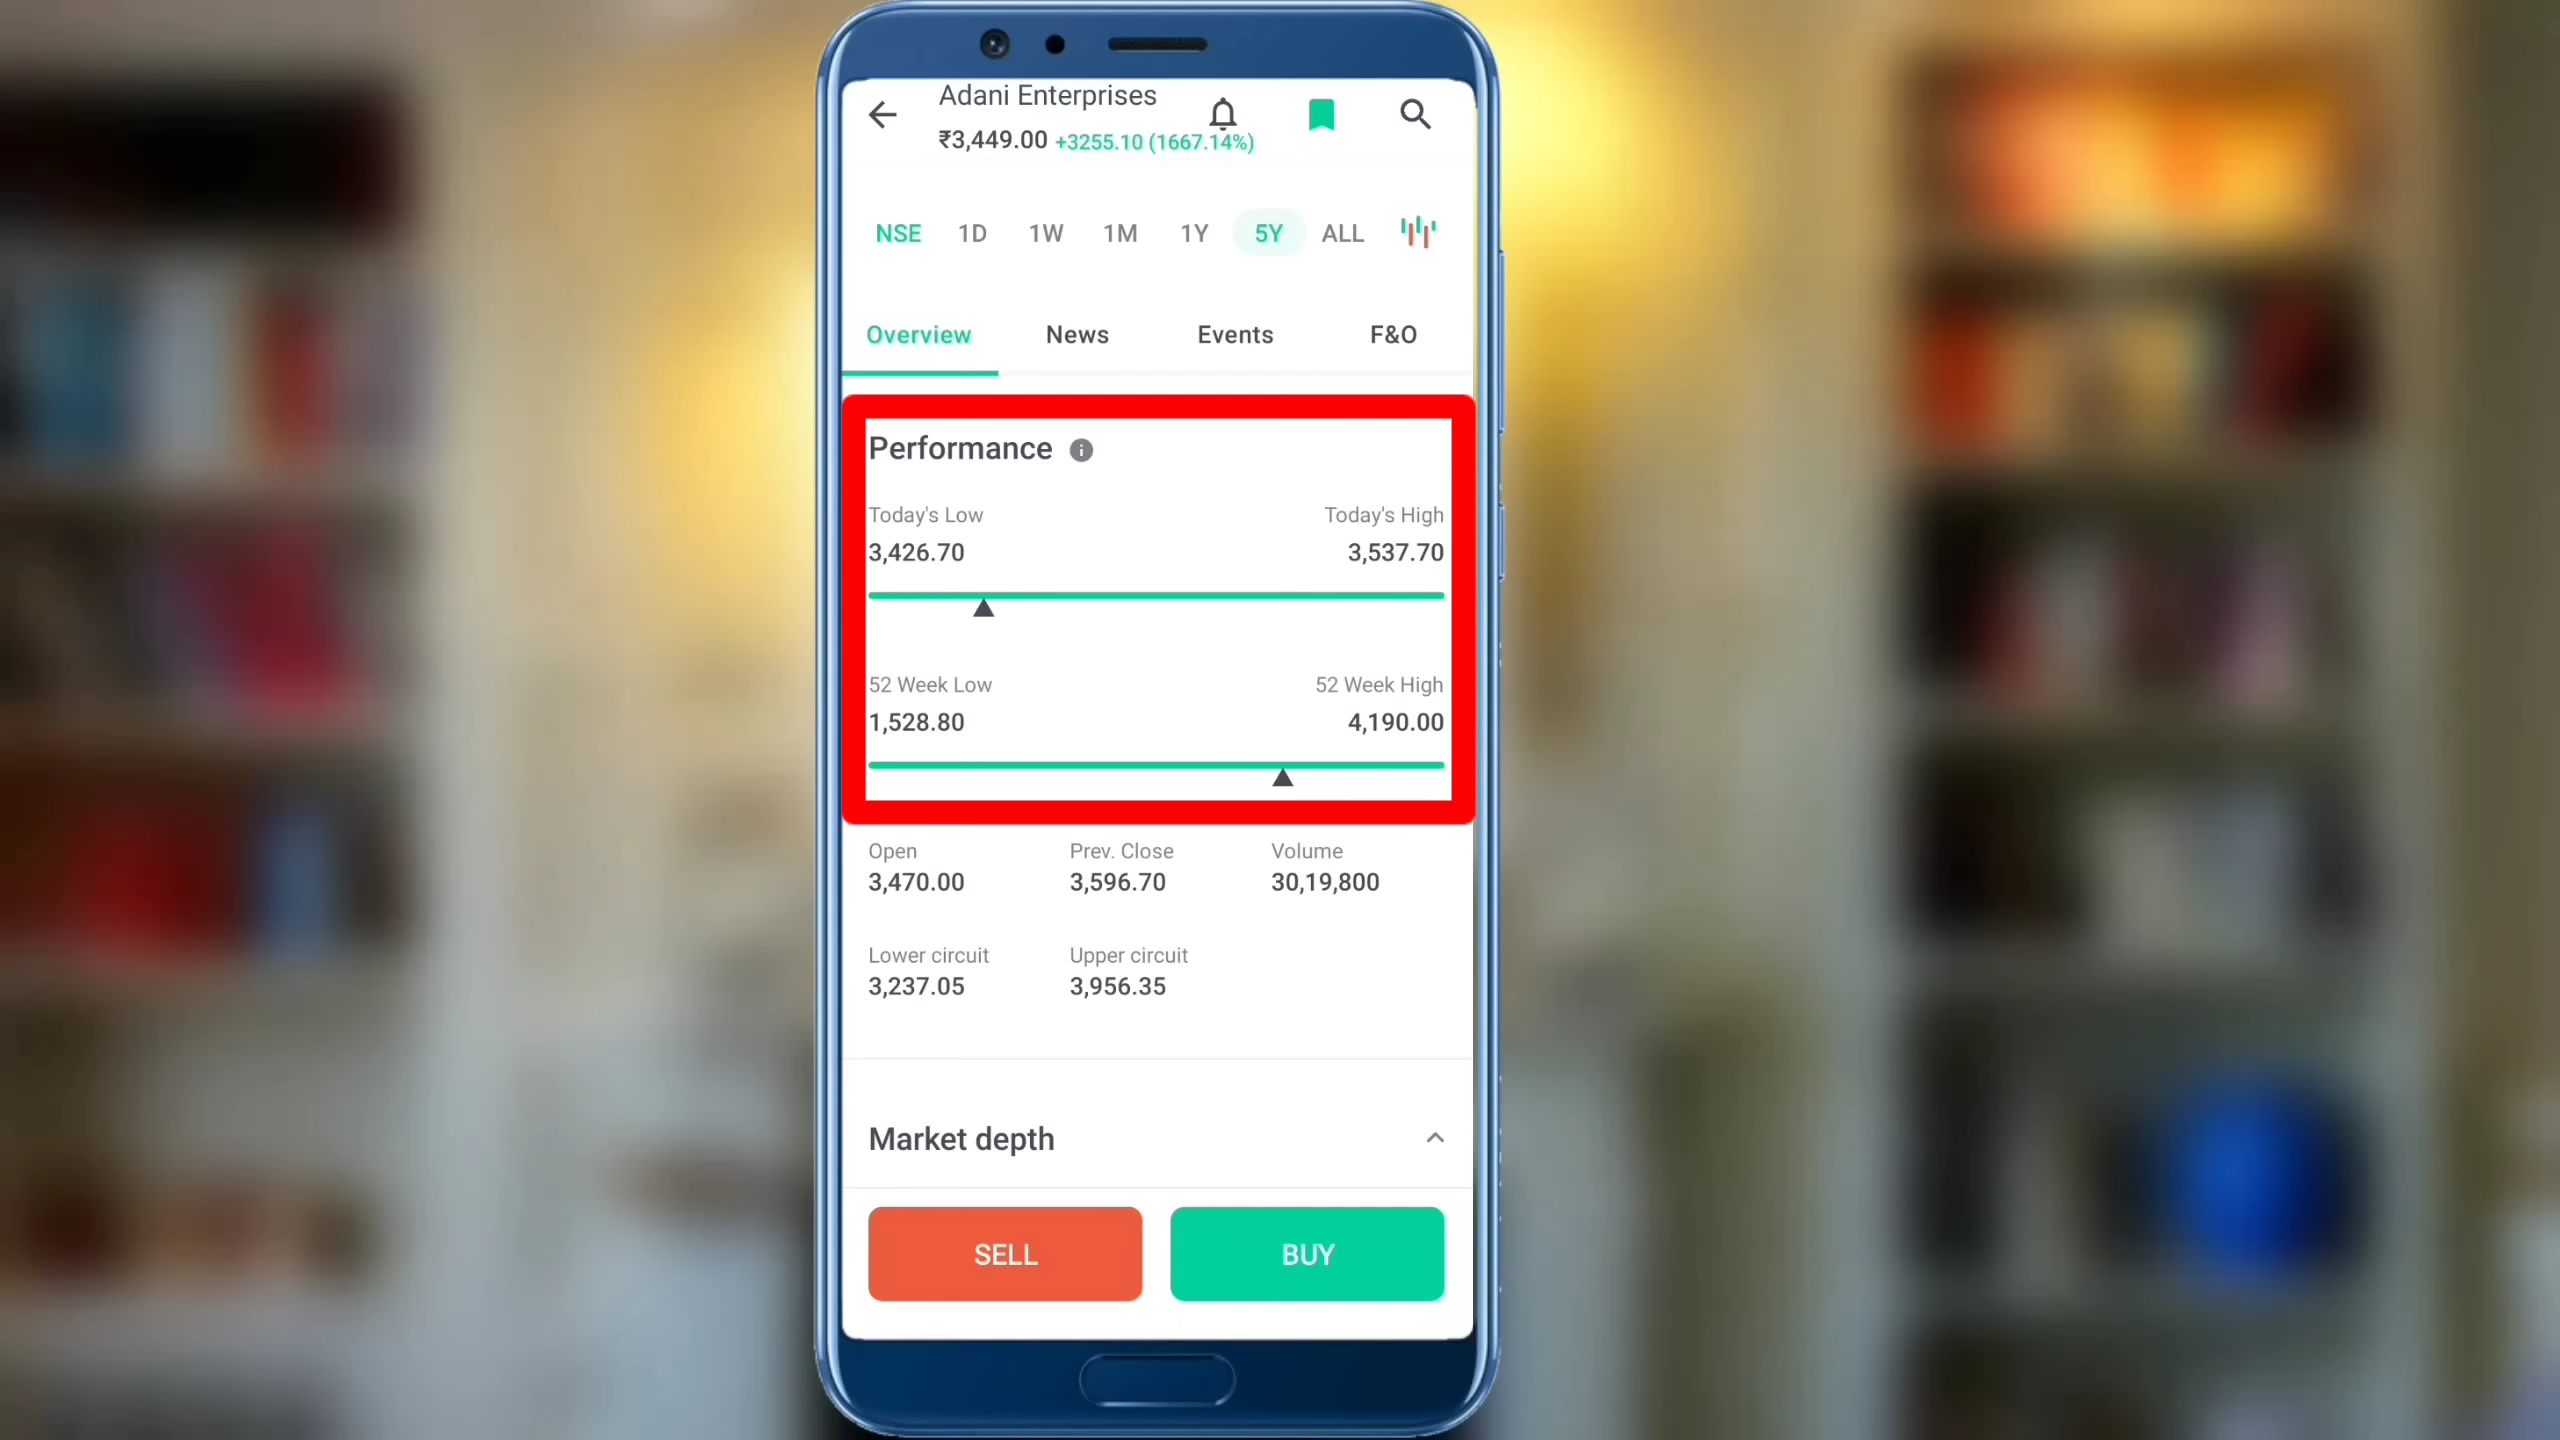 Adani Enterprises
₹3,449.00 +3255.10 (1667.14%)
NSE 1D 1W 1M 1Y 5Y ALL
Overview News Events F&O
Performance
Today's Low Today's High
3,426.70 3,537.70
52 Week Low 52 Week High
1,528.80 4,190.00
Open Prev. Close Volume
3,470.00 3,596.70 30,19,800
Lower circuit Upper circuit
3,237.05 3,956.35
Market depth
SELL BUY